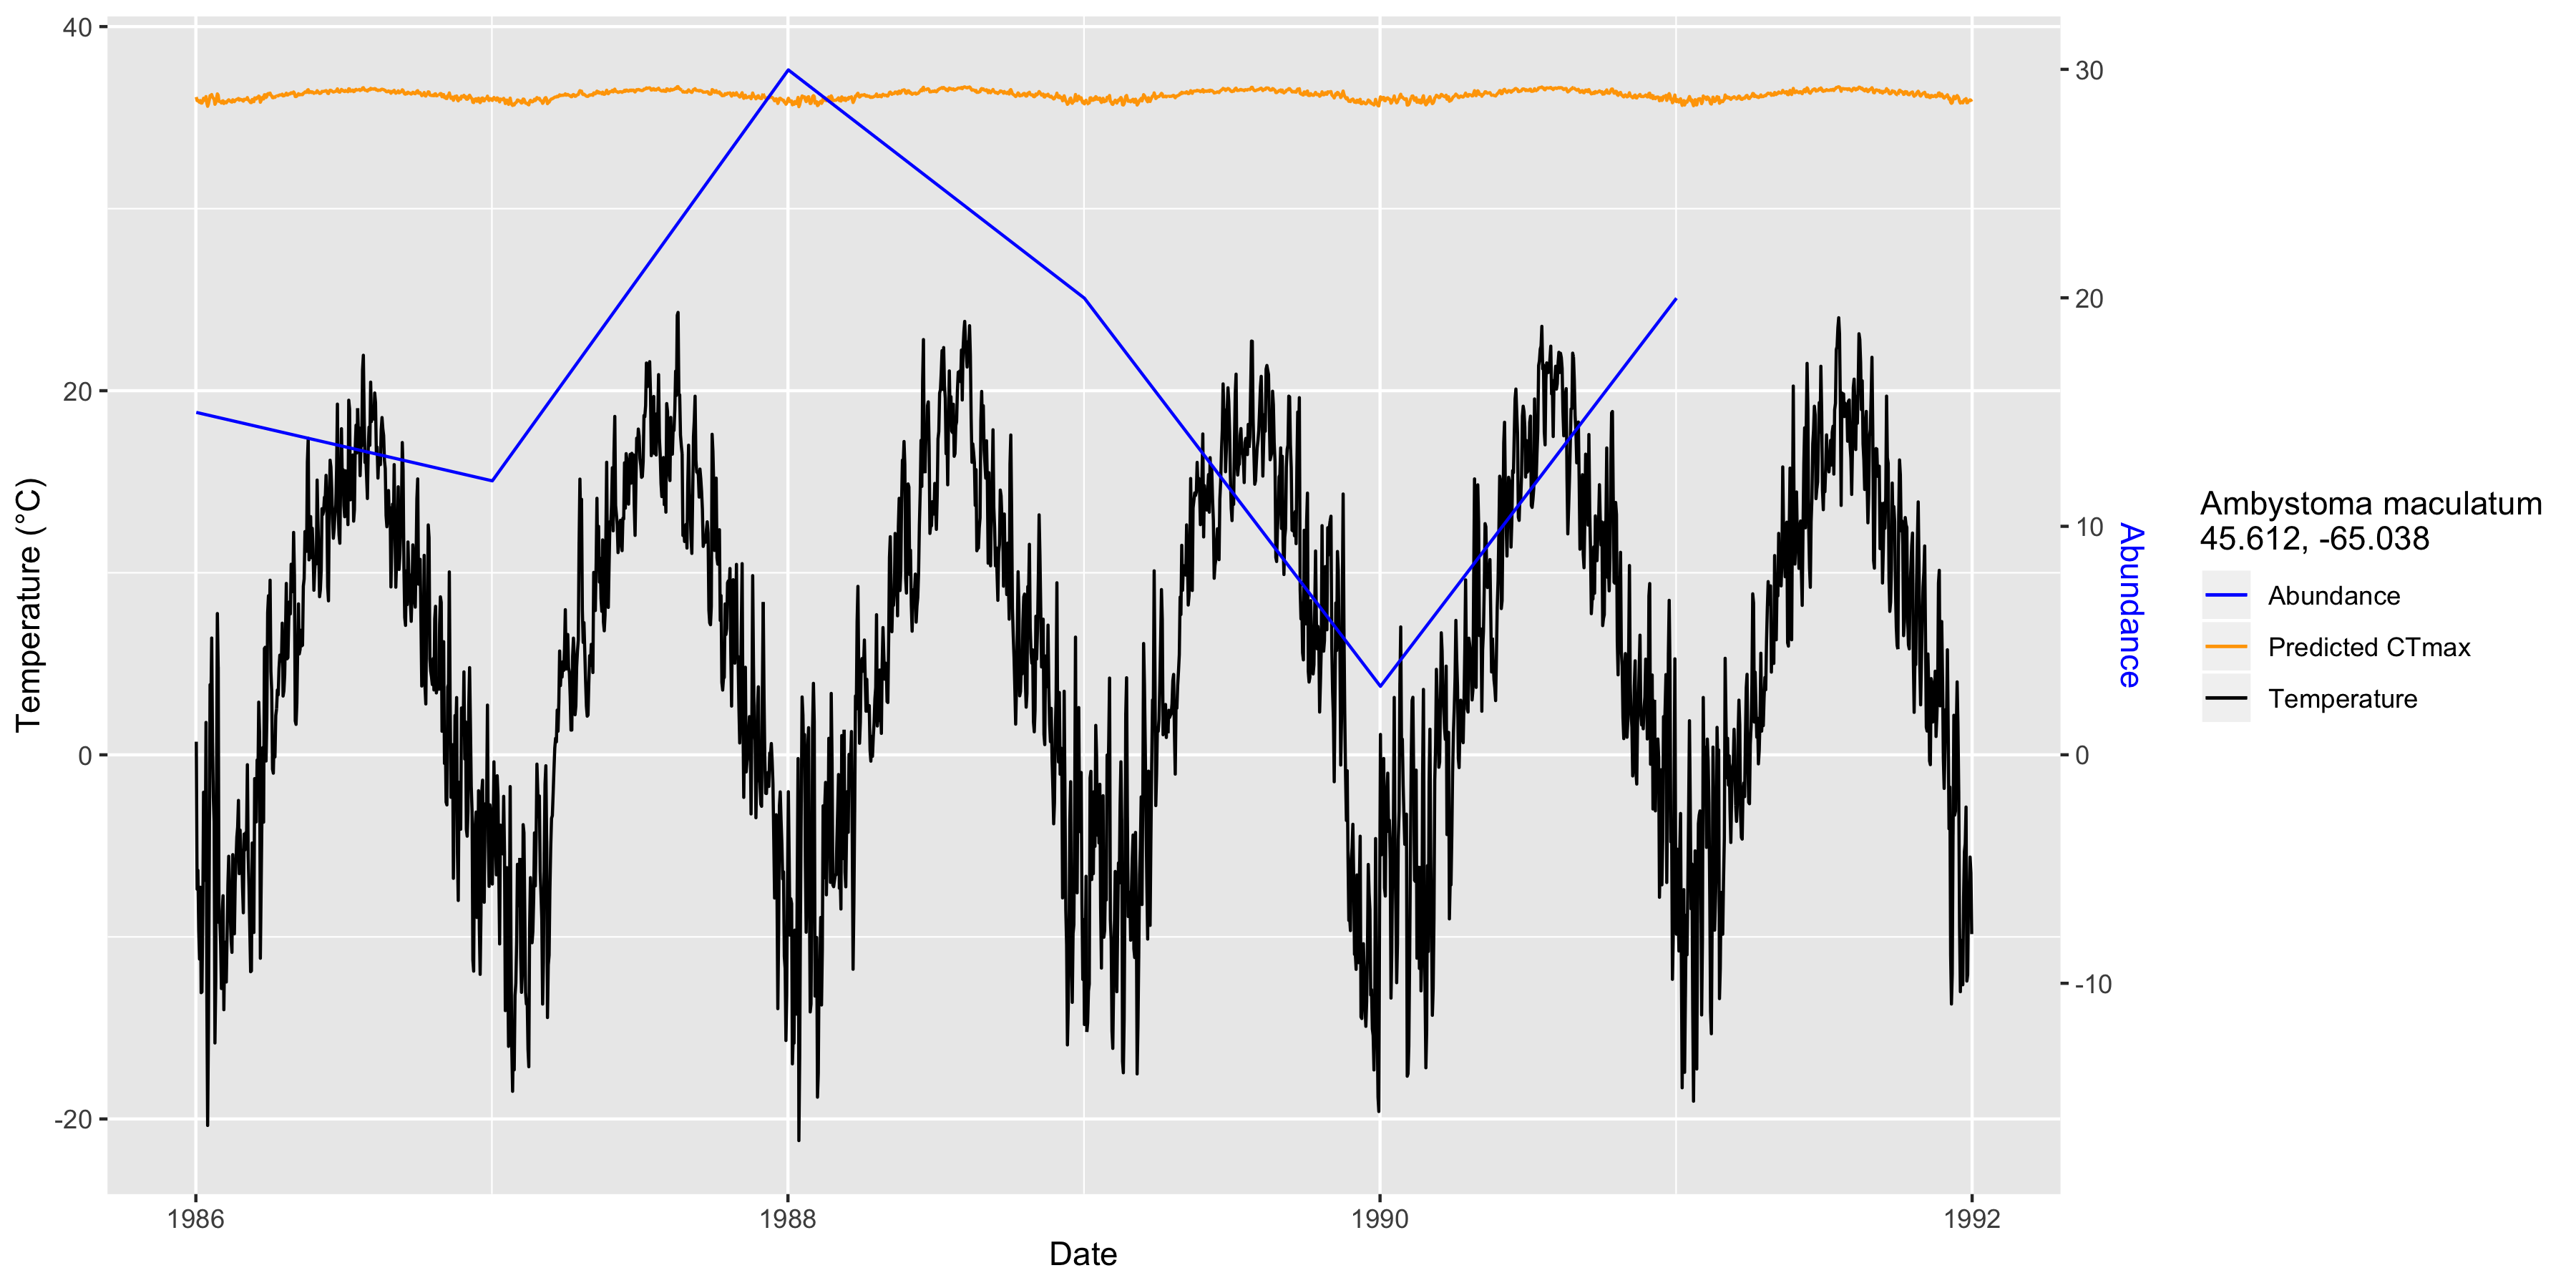 40
20
0
-20
Temperature (°C)
1986
1988
1990
1992
Date
30
20
10
0
-10
Abundance
Ambystoma maculatum
45.612, -65.038
Abundance
Predicted CTmax
Temperature